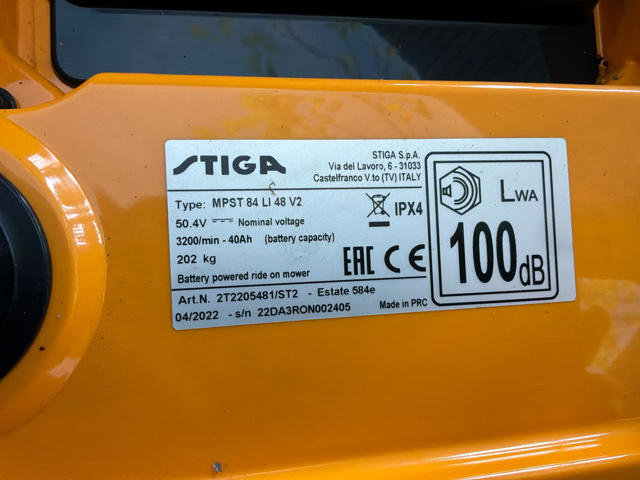 STIGA
STIGA S.p.A.
Via del Lavoro, 6 - 31033
Castelfranco V.to (TV) ITALY
Type: MPST 84 LI 48 V2
50.4V Nominal voltage
3200/min - 40Ah (battery capacity)
202 kg
Battery powered ride on mower
IPX4
EAC CE
Art.N. 2T2205481/ST2 - Estate 584e
04/2022 - s/n 22DA3RON002405
Made in PRC
LWA
100dB